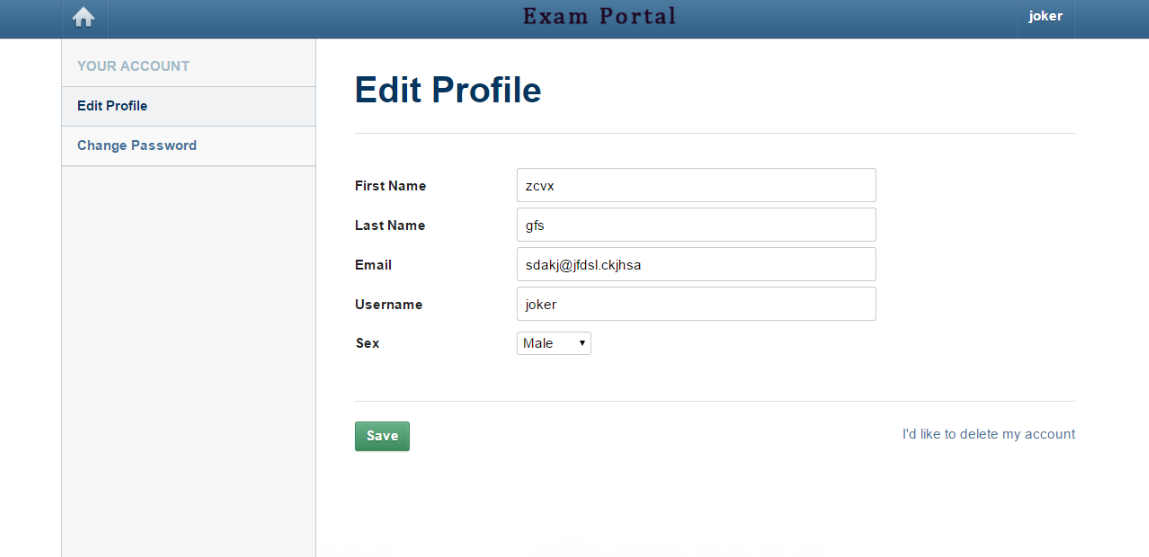 Exam Portal
joker
YOUR ACCOUNT
Edit Profile
Change Password
Edit Profile
First Name zcvx
Last Name gfs
Email sdakj@jfdsl.ckjhsa
Username joker
Sex Male
Save
I'd like to delete my account